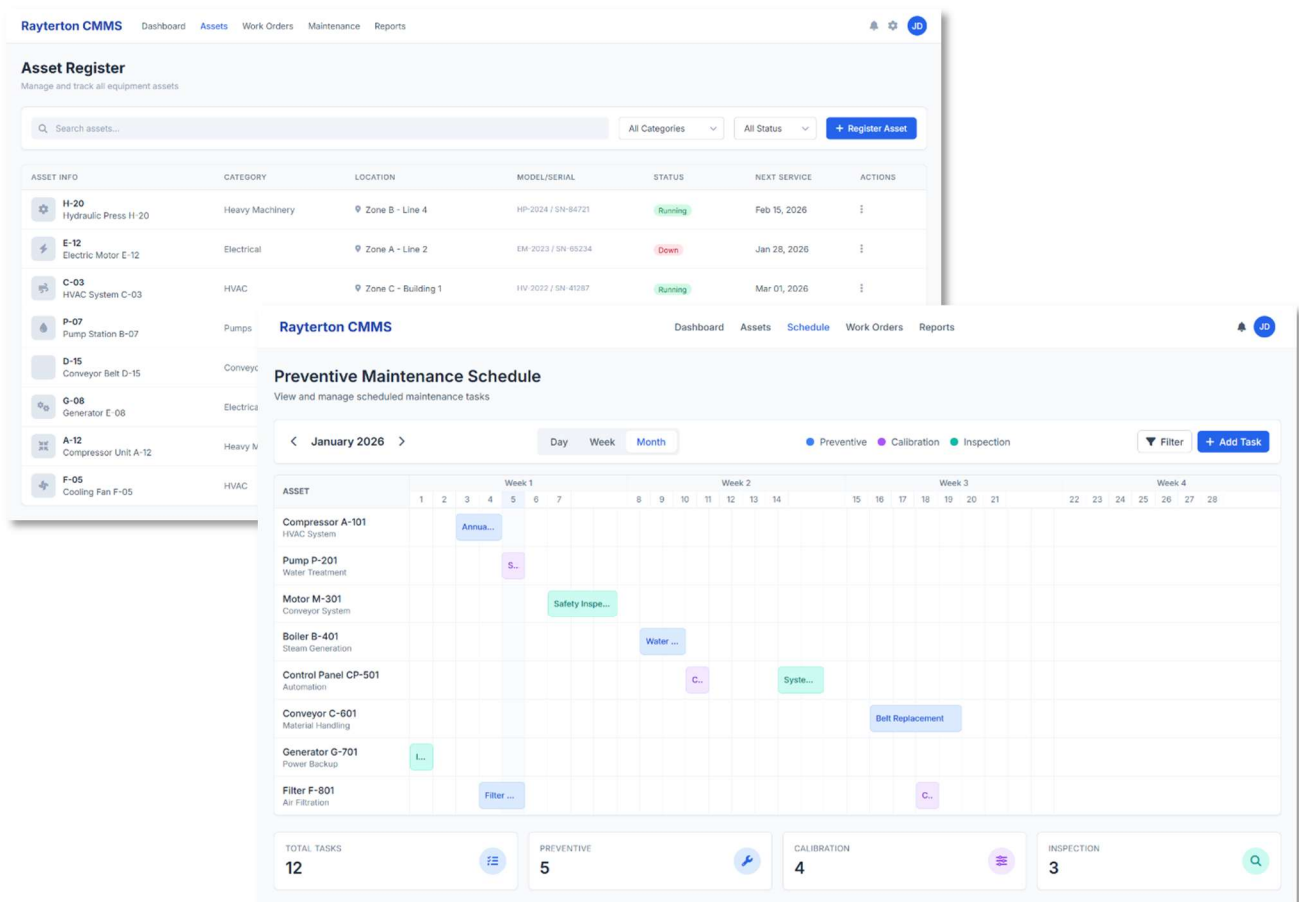 Rayterton CMMS Dashboard Assets Work Orders Maintenance Reports JD
Asset Register
Manage and track all equipment assets
Search assets... All Categories All Status + Register Asset
ASSET INFO CATEGORY LOCATION MODEL/SERIAL STATUS NEXT SERVICE ACTIONS
H-20
Hydraulic Press H-20 Heavy Machinery Zone B - Line 4 HP-2024 / SN-84721 Running Feb 15, 2026
E-12
Electric Motor E-12 Electrical Zone A - Line 2 EM-2023 / SN-65234 Down Jan 28, 2026
C-03
HVAC System C-03 HVAC Zone C - Building 1 HV-2022 / SN-41287 Running Mar 01, 2026
P-07
Pump Station B-07 Pumps
D-15
Conveyor Belt D-15 Conveyo
G-08
Generator E-08 Electrica
A-12
Compressor Unit A-12 Heavy M
F-05
Cooling Fan F-05 HVAC
Rayterton CMMS Dashboard Assets Schedule Work Orders Reports JD
Preventive Maintenance Schedule
View and manage scheduled maintenance tasks
January 2026 Day Week Month Preventive Calibration Inspection Filter + Add Task
ASSET Week 1 Week 2 Week 3 Week 4
1 2 3 4 5 6 7 8 9 10 11 12 13 14 15 16 17 18 19 20 21 22 23 24 25 26 27 28
Compressor A-101 Annua...
HVAC System
Pump P-201 S...
Water Treatment
Motor M-301 Safety Inspe...
Conveyor System
Boiler B-401 Water ...
Steam Generation
Control Panel CP-501 C... Syste...
Automation
Conveyor C-601 Belt Replacement
Material Handling
Generator G-701 I...
Power Backup
Filter F-801 Filter ... C...
Air Filtration
TOTAL TASKS PREVENTIVE CALIBRATION INSPECTION
12 5 4 3